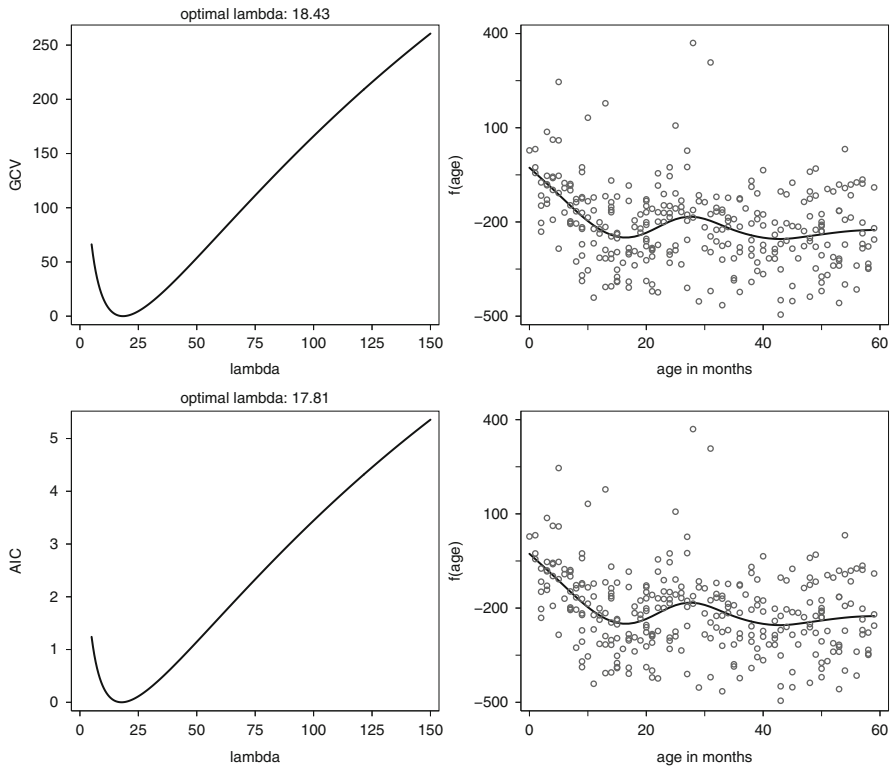 optimal lambda: 18.43
GCV
250
200
150
100
50
0
0 25 50 75 100 125 150
lambda
f(age)
400
100
−200
−500
0 20 40 60
age in months
optimal lambda: 17.81
AIC
5
4
3
2
1
0
0 25 50 75 100 125 150
lambda
f(age)
400
100
−200
−500
0 20 40 60
age in months